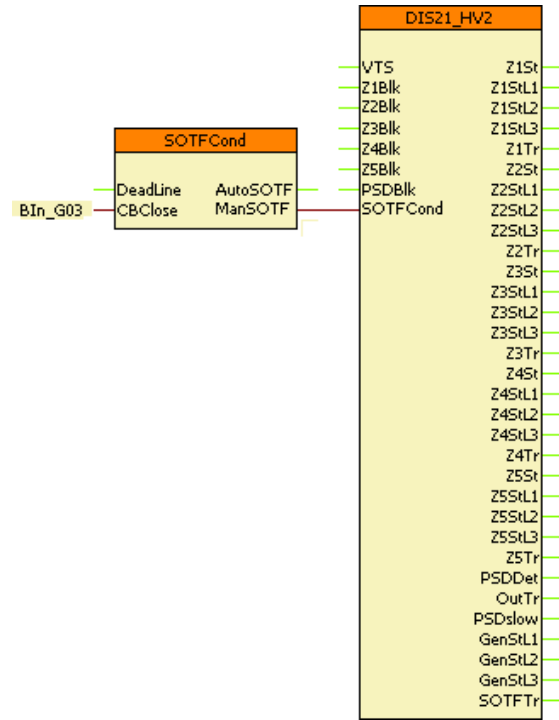 DIS21_HV2
VTS Z1St
Z1Blk Z1StL1
Z2Blk Z1StL2
Z3Blk Z1StL3
Z4Blk Z1Tr
Z5Blk Z2St
PSDBlk Z2StL1
SOTFCond Z2StL2
Z2StL3
Z2Tr
Z3St
Z3StL1
Z3StL2
Z3StL3
Z3Tr
Z4St
Z4StL1
Z4StL2
Z4StL3
Z4Tr
Z5St
Z5StL1
Z5StL2
Z5StL3
Z5Tr
PSDDet
OutTr
PSDslow
GenStL1
GenStL2
GenStL3
SOTFTr
SOTFCond
DeadLine AutoSOTF
BIn_G03 CBClose ManSOTF